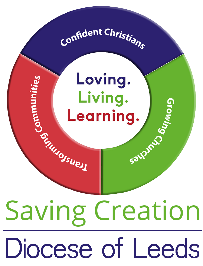 Confident Christians
Growing Churches
Transforming Communities
Loving.
Living.
Learning.
Saving Creation
Diocese of Leeds